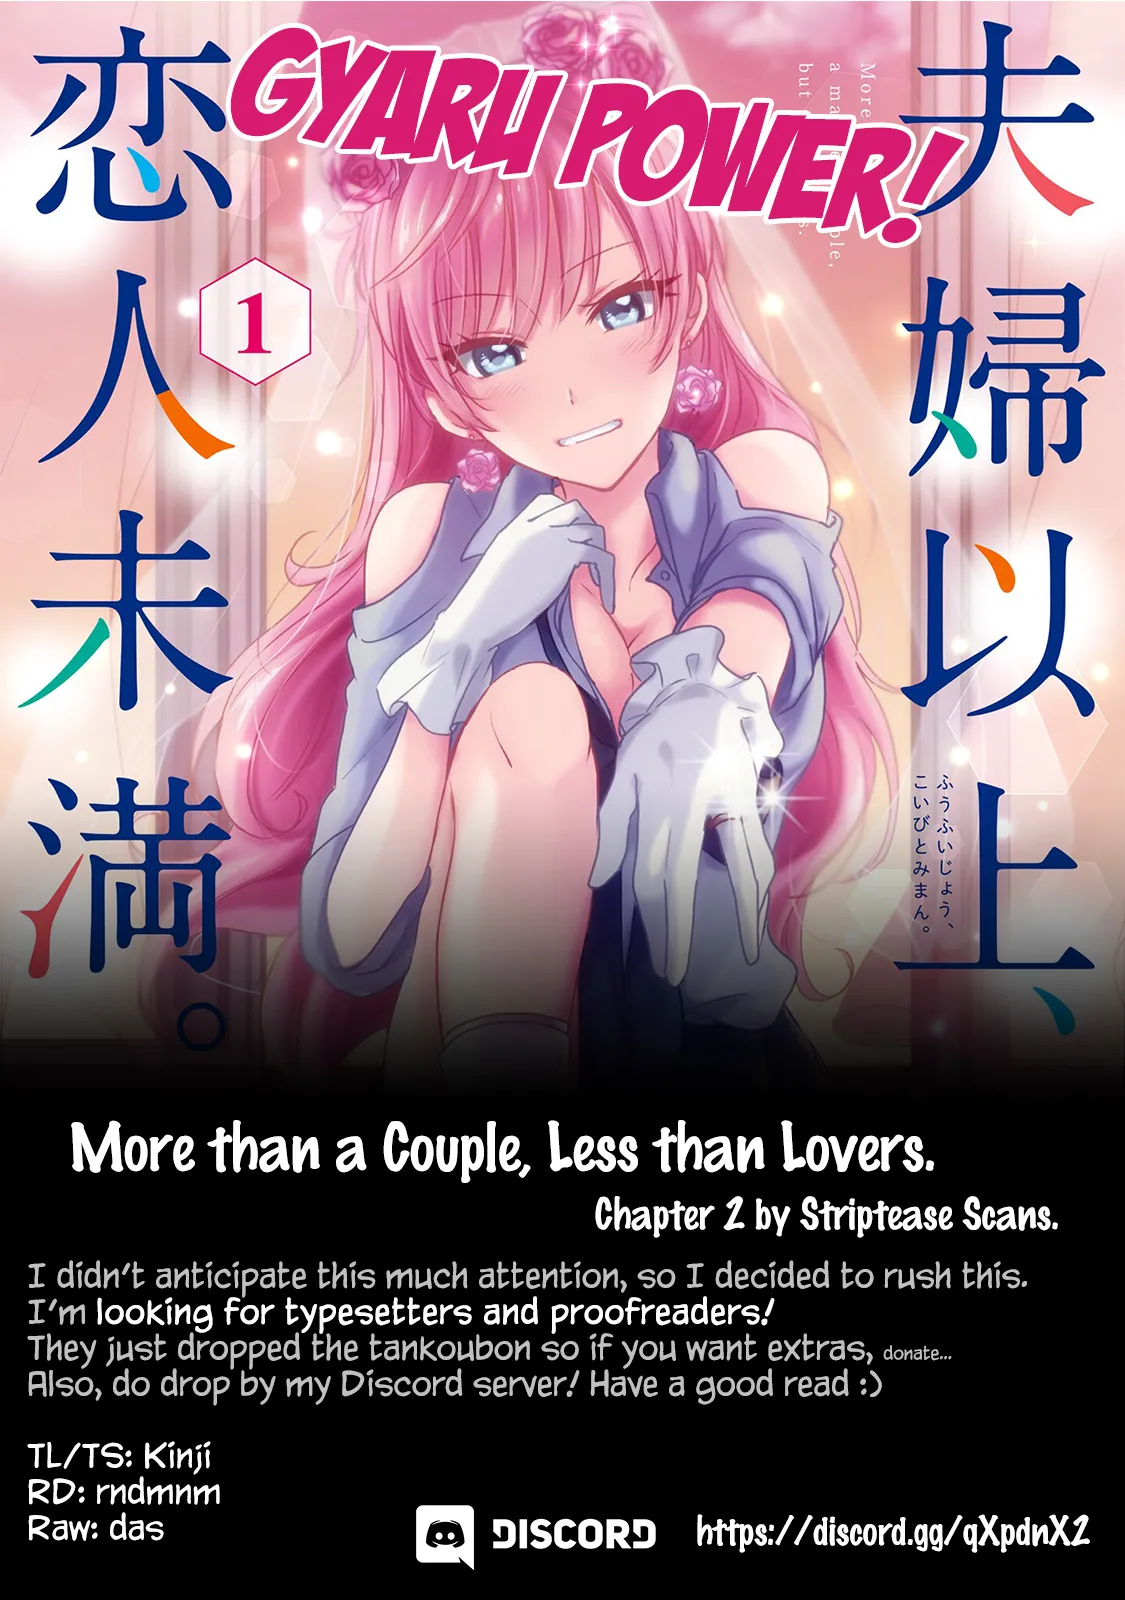 GYARU POWER!
夫婦以上、
恋人未満。
1
More
a ma
ple,
but
s.
ふうふいじょう、
こいびとみまん。
More than a Couple, Less than Lovers.
Chapter 2 by Striptease Scans.
I didn't anticipate this much attention, so I decided to rush this.
I'm looking for typesetters and proofreaders!
They just dropped the tankoubon so if you want extras, donate...
Also, do drop by my Discord server! Have a good read :)
TL/TS: Kinji
RD: rndmnm
Raw: das
DISCORD
https://discord.gg/qXpdnX2